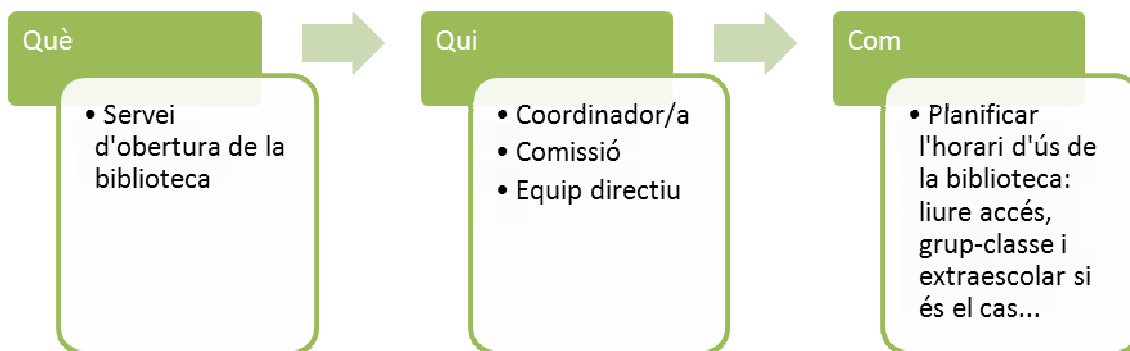 Què
• Servei
d'obertura de la
biblioteca
Qui
• Coordinador/a
• Comissió
• Equip directiu
Com
• Planificar
l'horari d'ús de
la biblioteca:
liure accés,
grup-classe i
extraescolar si
és el cas...